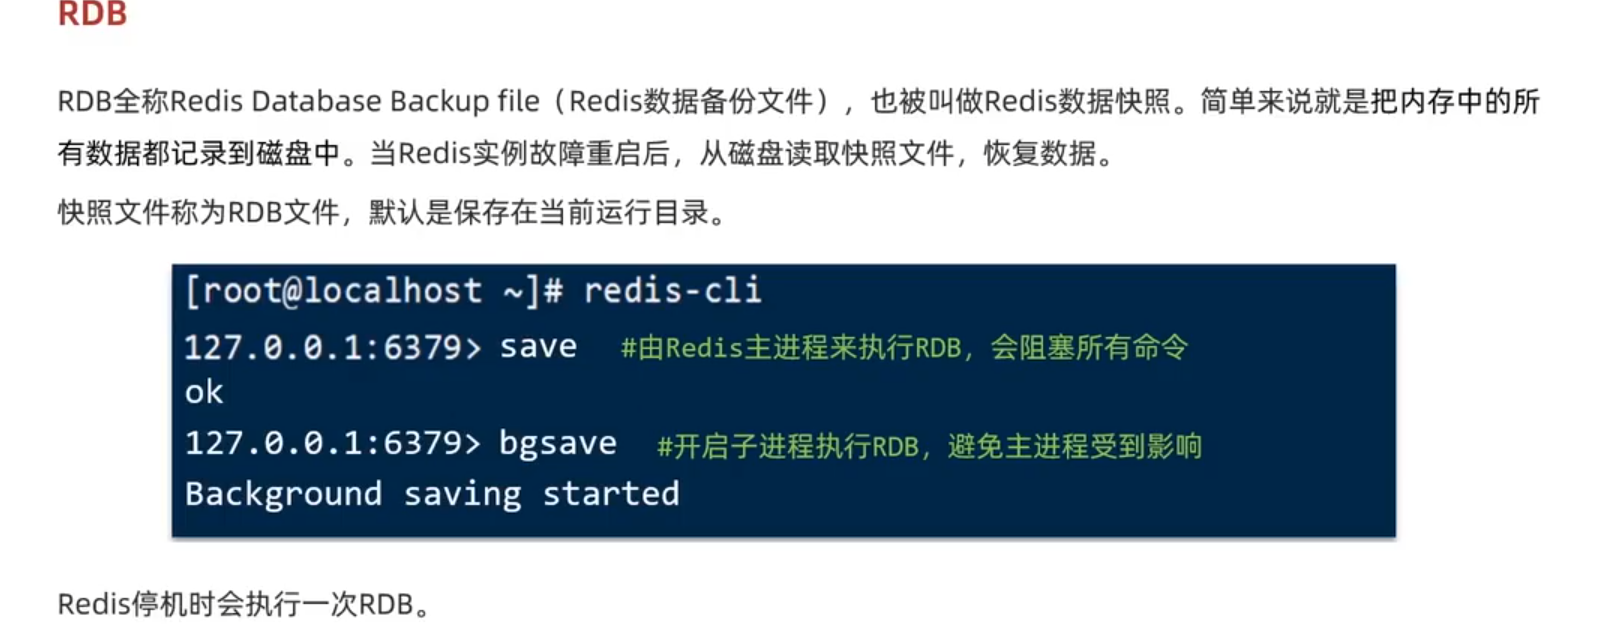 RDB
RDB全称Redis Database Backup file（Redis数据备份文件），也被叫做Redis数据快照。简单来说就是把内存中的所
有数据都记录到磁盘中。当Redis实例故障重启后，从磁盘读取快照文件，恢复数据。
快照文件称为RDB文件，默认是保存在当前运行目录。
[root@localhost ~]# redis-cli
127.0.0.1:6379> save #由Redis主进程来执行RDB，会阻塞所有命令
ok
127.0.0.1:6379> bgsave #开启子进程执行RDB，避免主进程受到影响
Background saving started
Redis停机时会执行一次RDB。